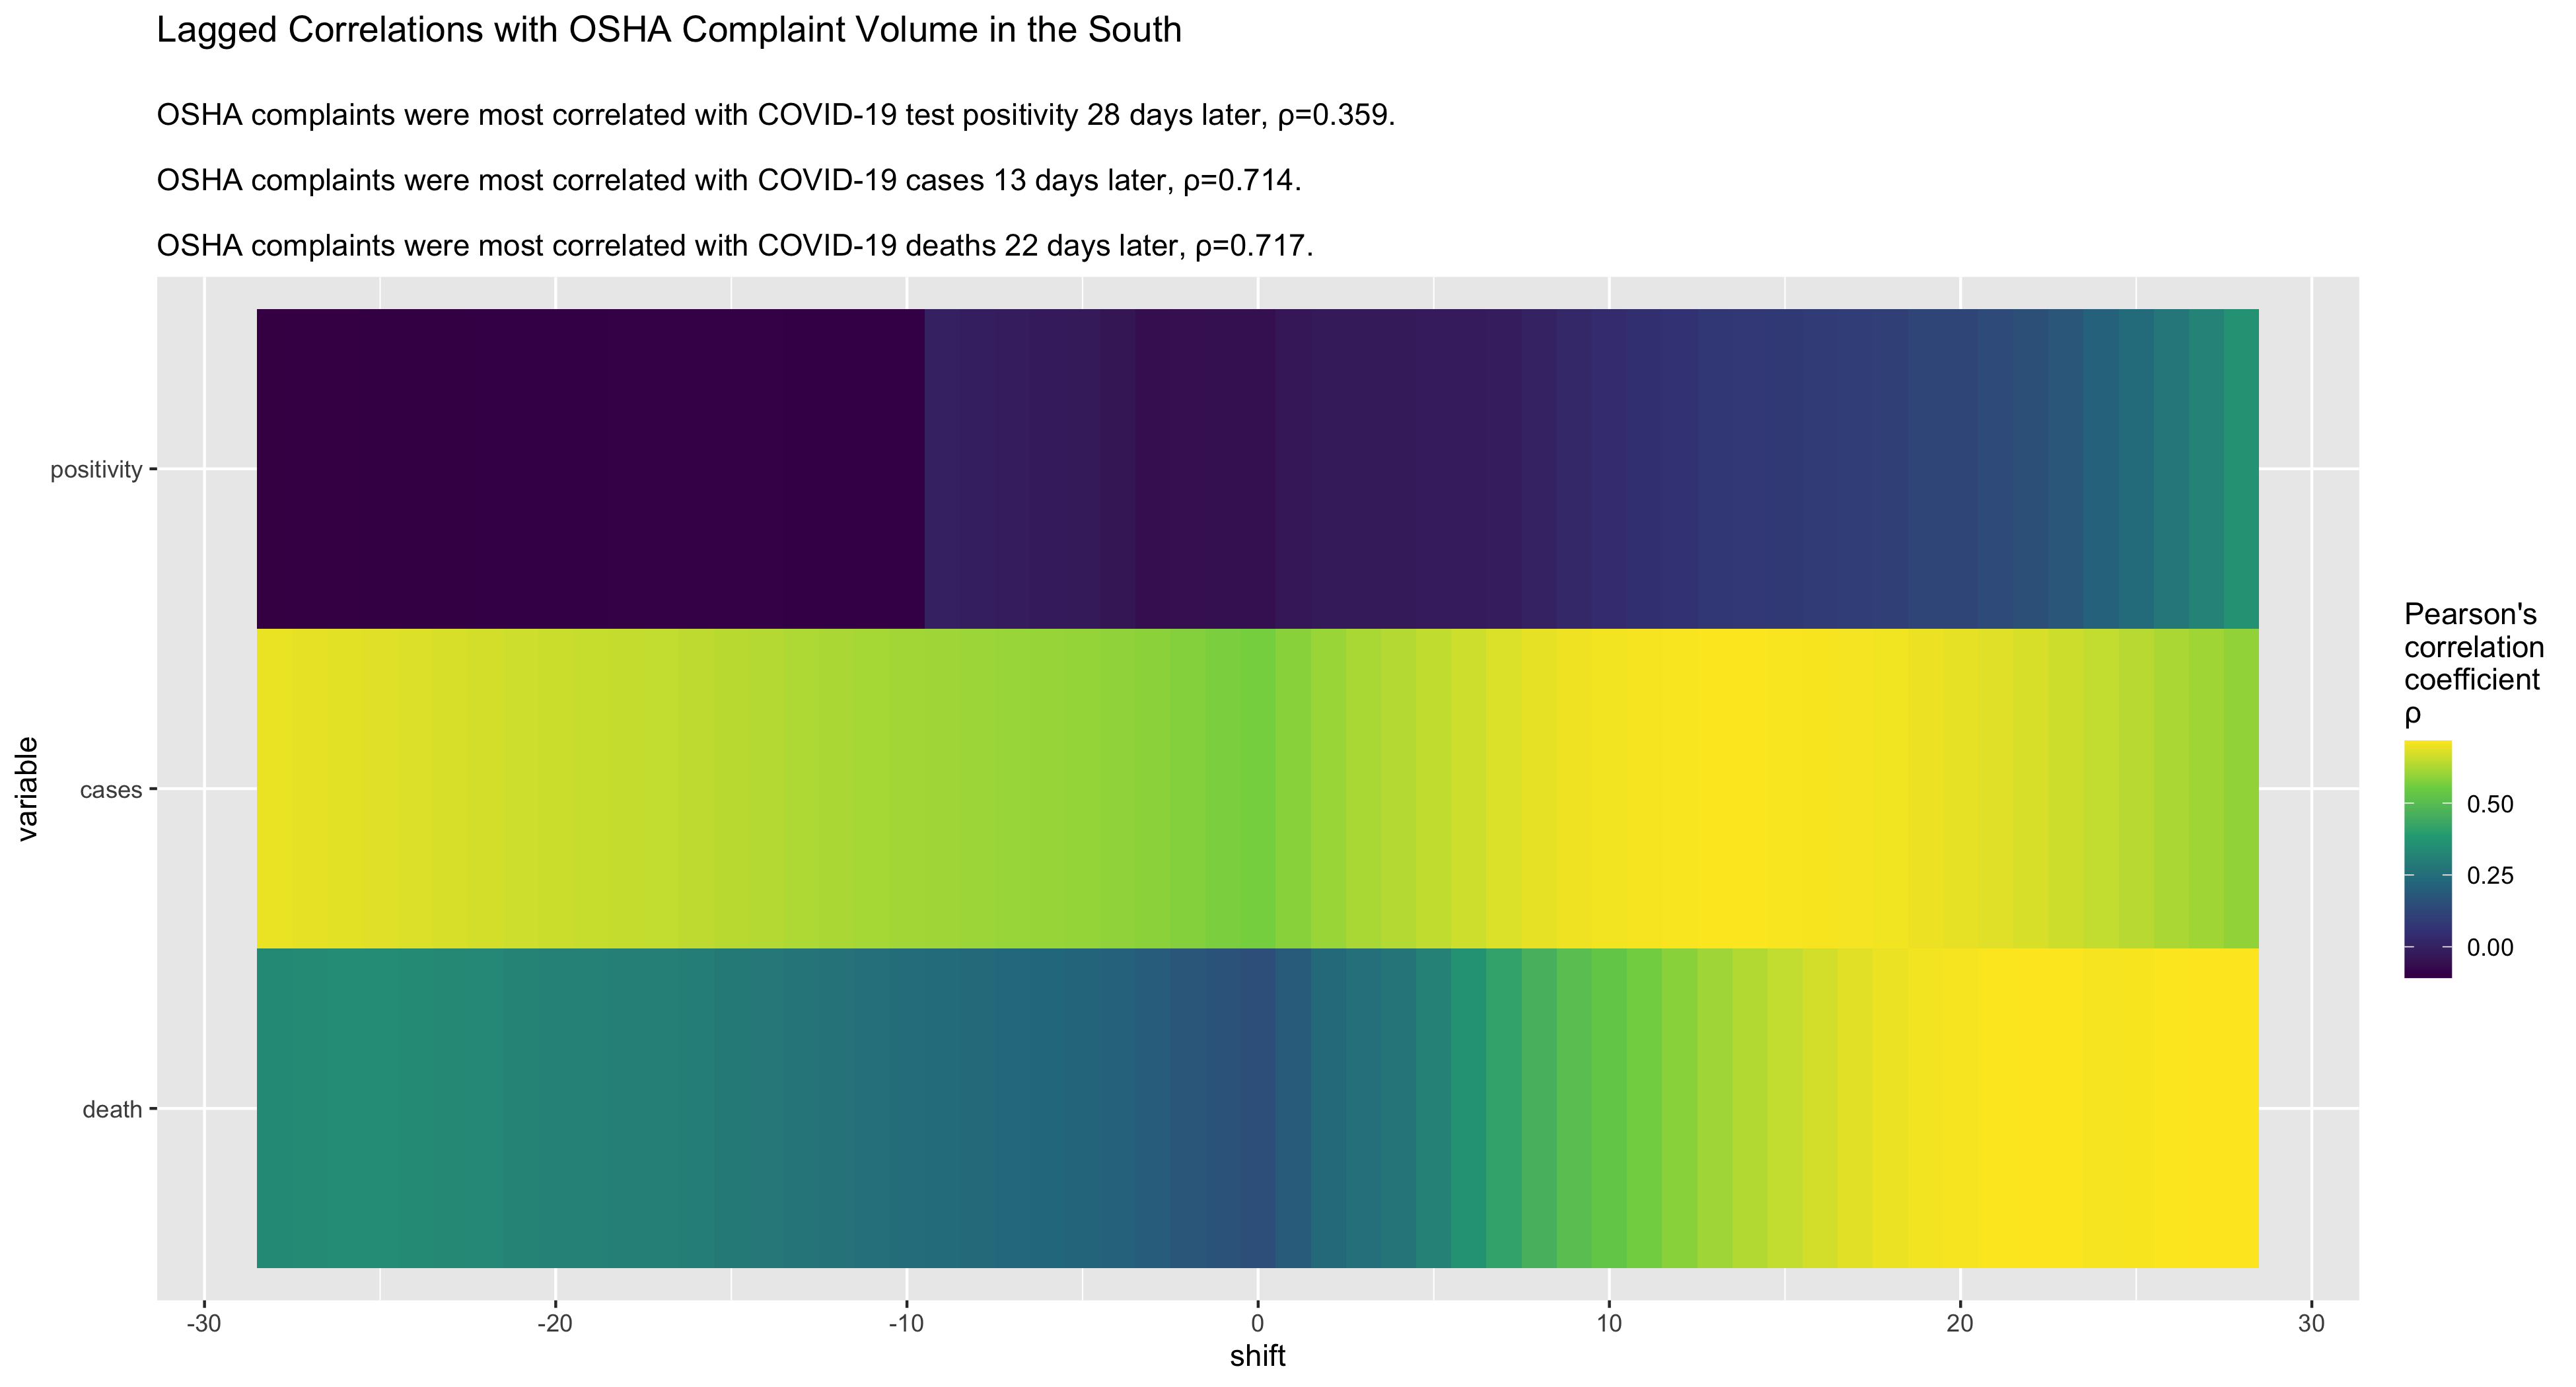 Lagged Correlations with OSHA Complaint Volume in the South
OSHA complaints were most correlated with COVID-19 test positivity 28 days later, ρ=0.359.
OSHA complaints were most correlated with COVID-19 cases 13 days later, ρ=0.714.
OSHA complaints were most correlated with COVID-19 deaths 22 days later, ρ=0.717.
variable
positivity
cases
death
-30
-20
-10
0
10
20
30
shift
Pearson's
correlation
coefficient
ρ
0.50
0.25
0.00